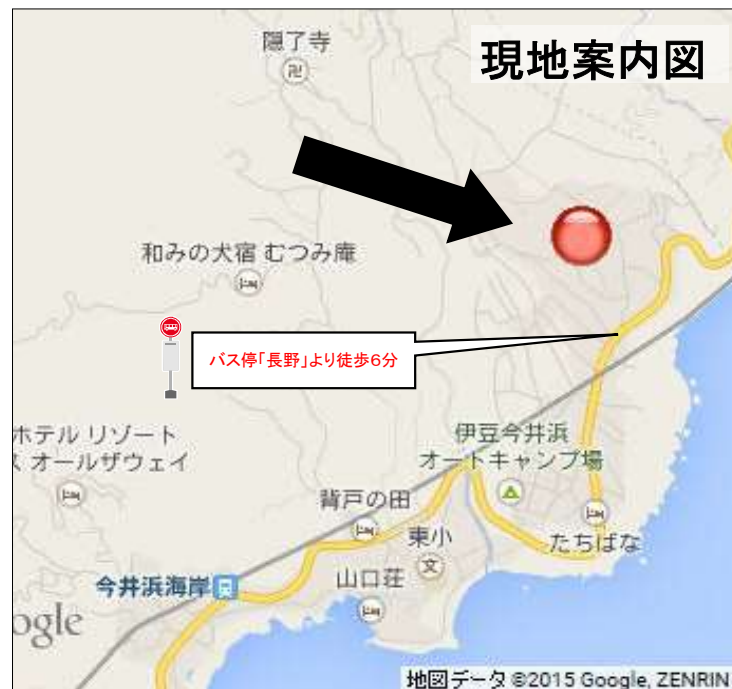 現地案内図
隠了寺
和みの犬宿 むつみ庵
バス停「長野」より徒歩6分
ホテル リゾート
オールザウェイ
伊豆今井浜
オートキャンプ場
背戸の田
東小
文
たちばな
山口荘
今井浜海岸
ogle
地図データ ©2015 Google, ZENRIN